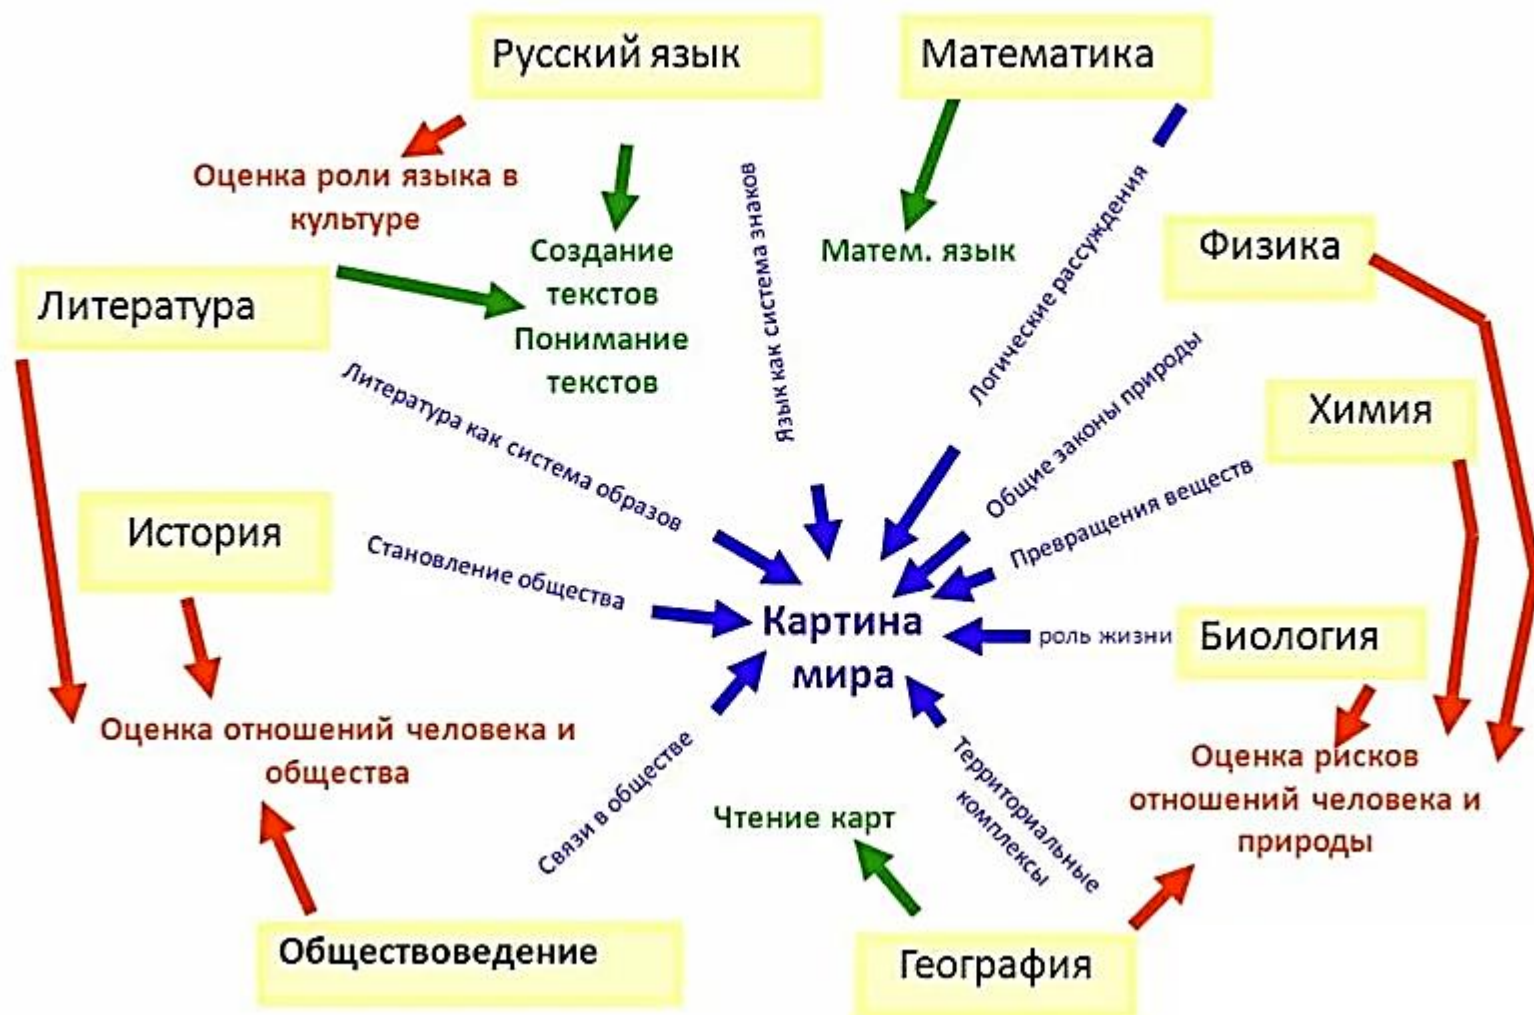 Русский язык
Математика
Оценка роли языка в
культуре
Создание
текстов
Понимание
текстов
Язык как система знаков
Матем. язык
Логические рассуждения
Физика
Литература
Литература как система образов
Общие законы природы
Химия
Превращения веществ
История
Становление общества
Картина
мира
роль жизни
Биология
Оценка отношений человека и
общества
Связи в обществе
Чтение карт
Территориальные
комплексы
Оценка рисков
отношений человека и
природы
Обществоведение
География